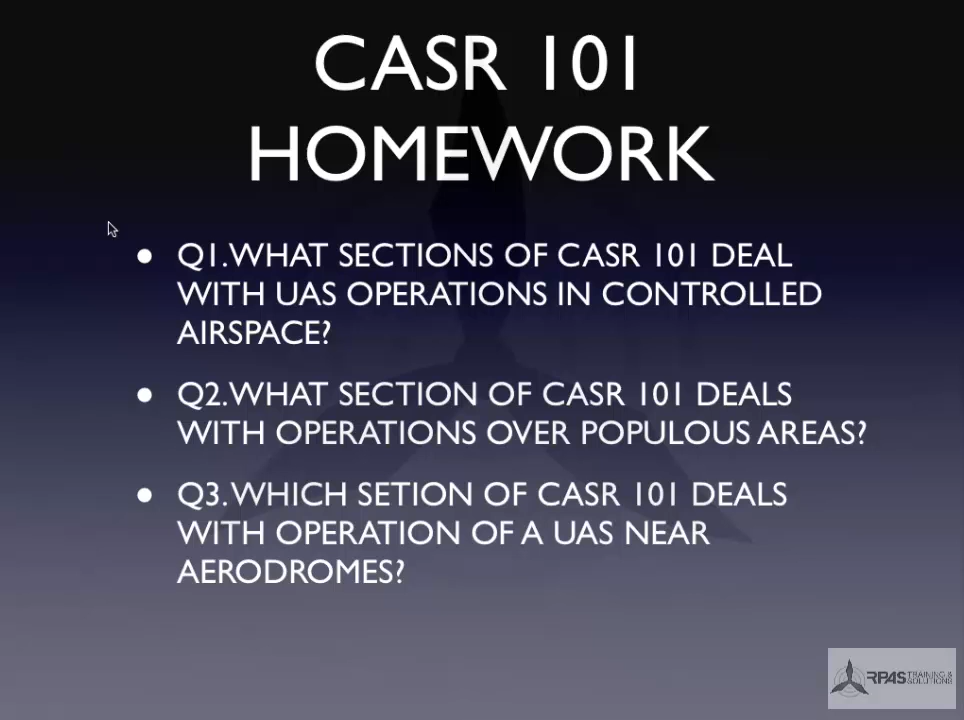 CASR 101
HOMEWORK
• Q1. WHAT SECTIONS OF CASR 101 DEAL
WITH UAS OPERATIONS IN CONTROLLED
AIRSPACE?
• Q2. WHAT SECTION OF CASR 101 DEALS
WITH OPERATIONS OVER POPULOUS AREAS?
• Q3. WHICH SETION OF CASR 101 DEALS
WITH OPERATION OF A UAS NEAR
AERODROMES?
RPAS TRAINING &
SOLUTIONS